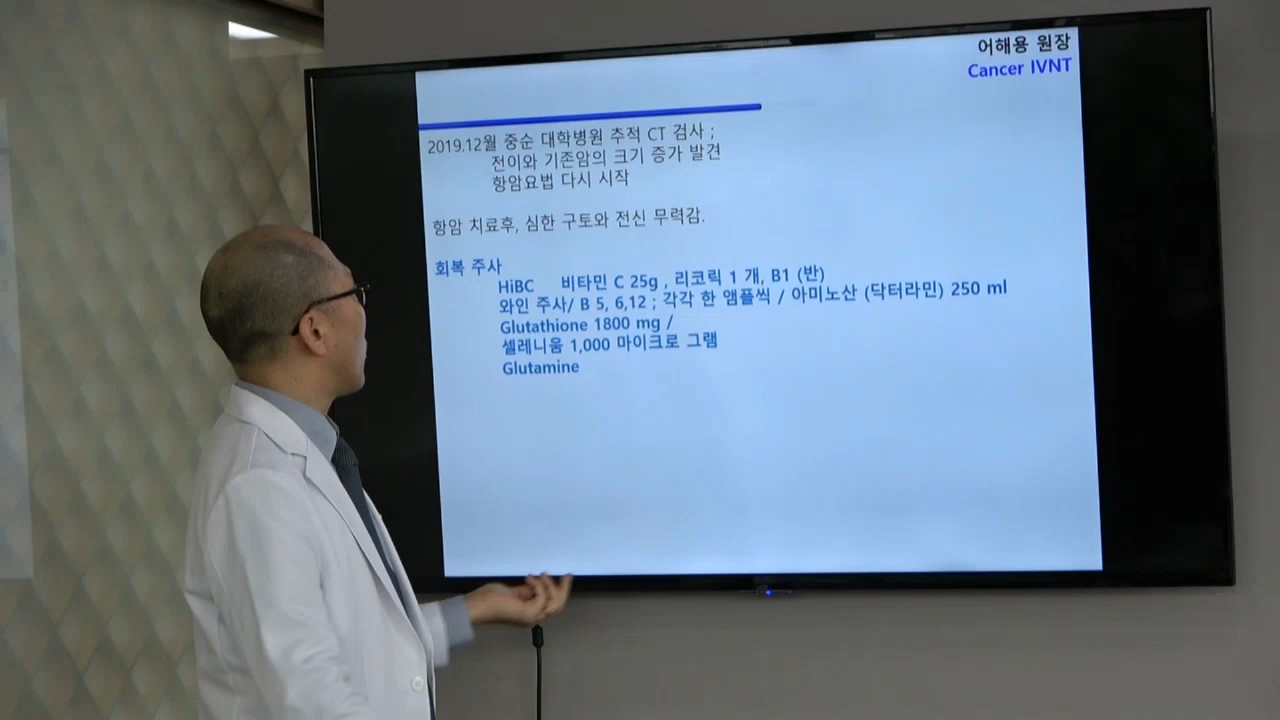 어해용 원장
Cancer IVNT
2019.12월 중순 대학병원 추적 CT 검사 ;
전이와 기존암의 크기 증가 발견
항암요법 다시 시작
항암 치료후, 심한 구토와 전신 무력감.
회복 주사
HiBC 비타민 C 25g , 리코릭 1 개, B1 (반)
와인 주사/ B 5, 6,12 ; 각각 한 앰플씩 / 아미노산 (닥터라민) 250 ml
Glutathione 1800 mg /
셀레니움 1,000 마이크로 그램
Glutamine